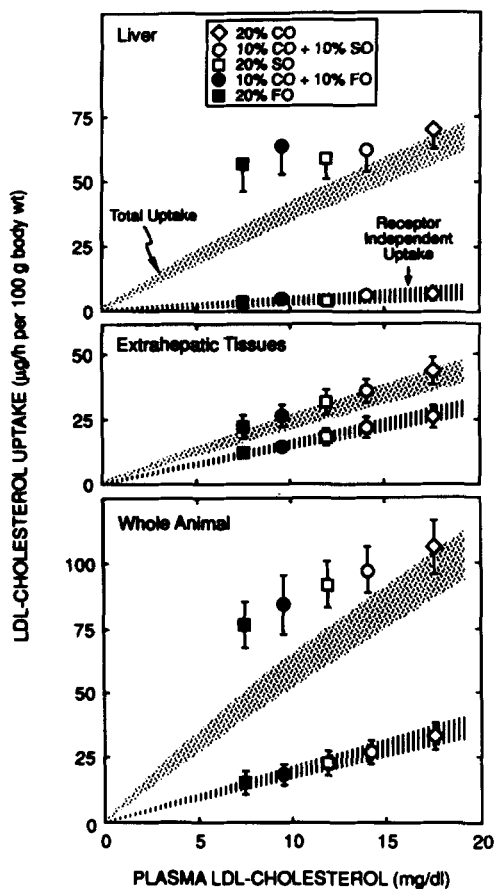 Liver
20% CO
10% CO + 10% SO
20% SO
10% CO + 10% FO
20% FO
75
50
25
0
Total Uptake
Receptor
Independent
Uptake
Extrahepatic Tissues
50
25
0
Whole Animal
100
75
50
25
0
0
5
10
15
20
LDL-CHOLESTEROL UPTAKE (μg/h per 100 g body wt)
PLASMA LDL-CHOLESTEROL (mg/dl)